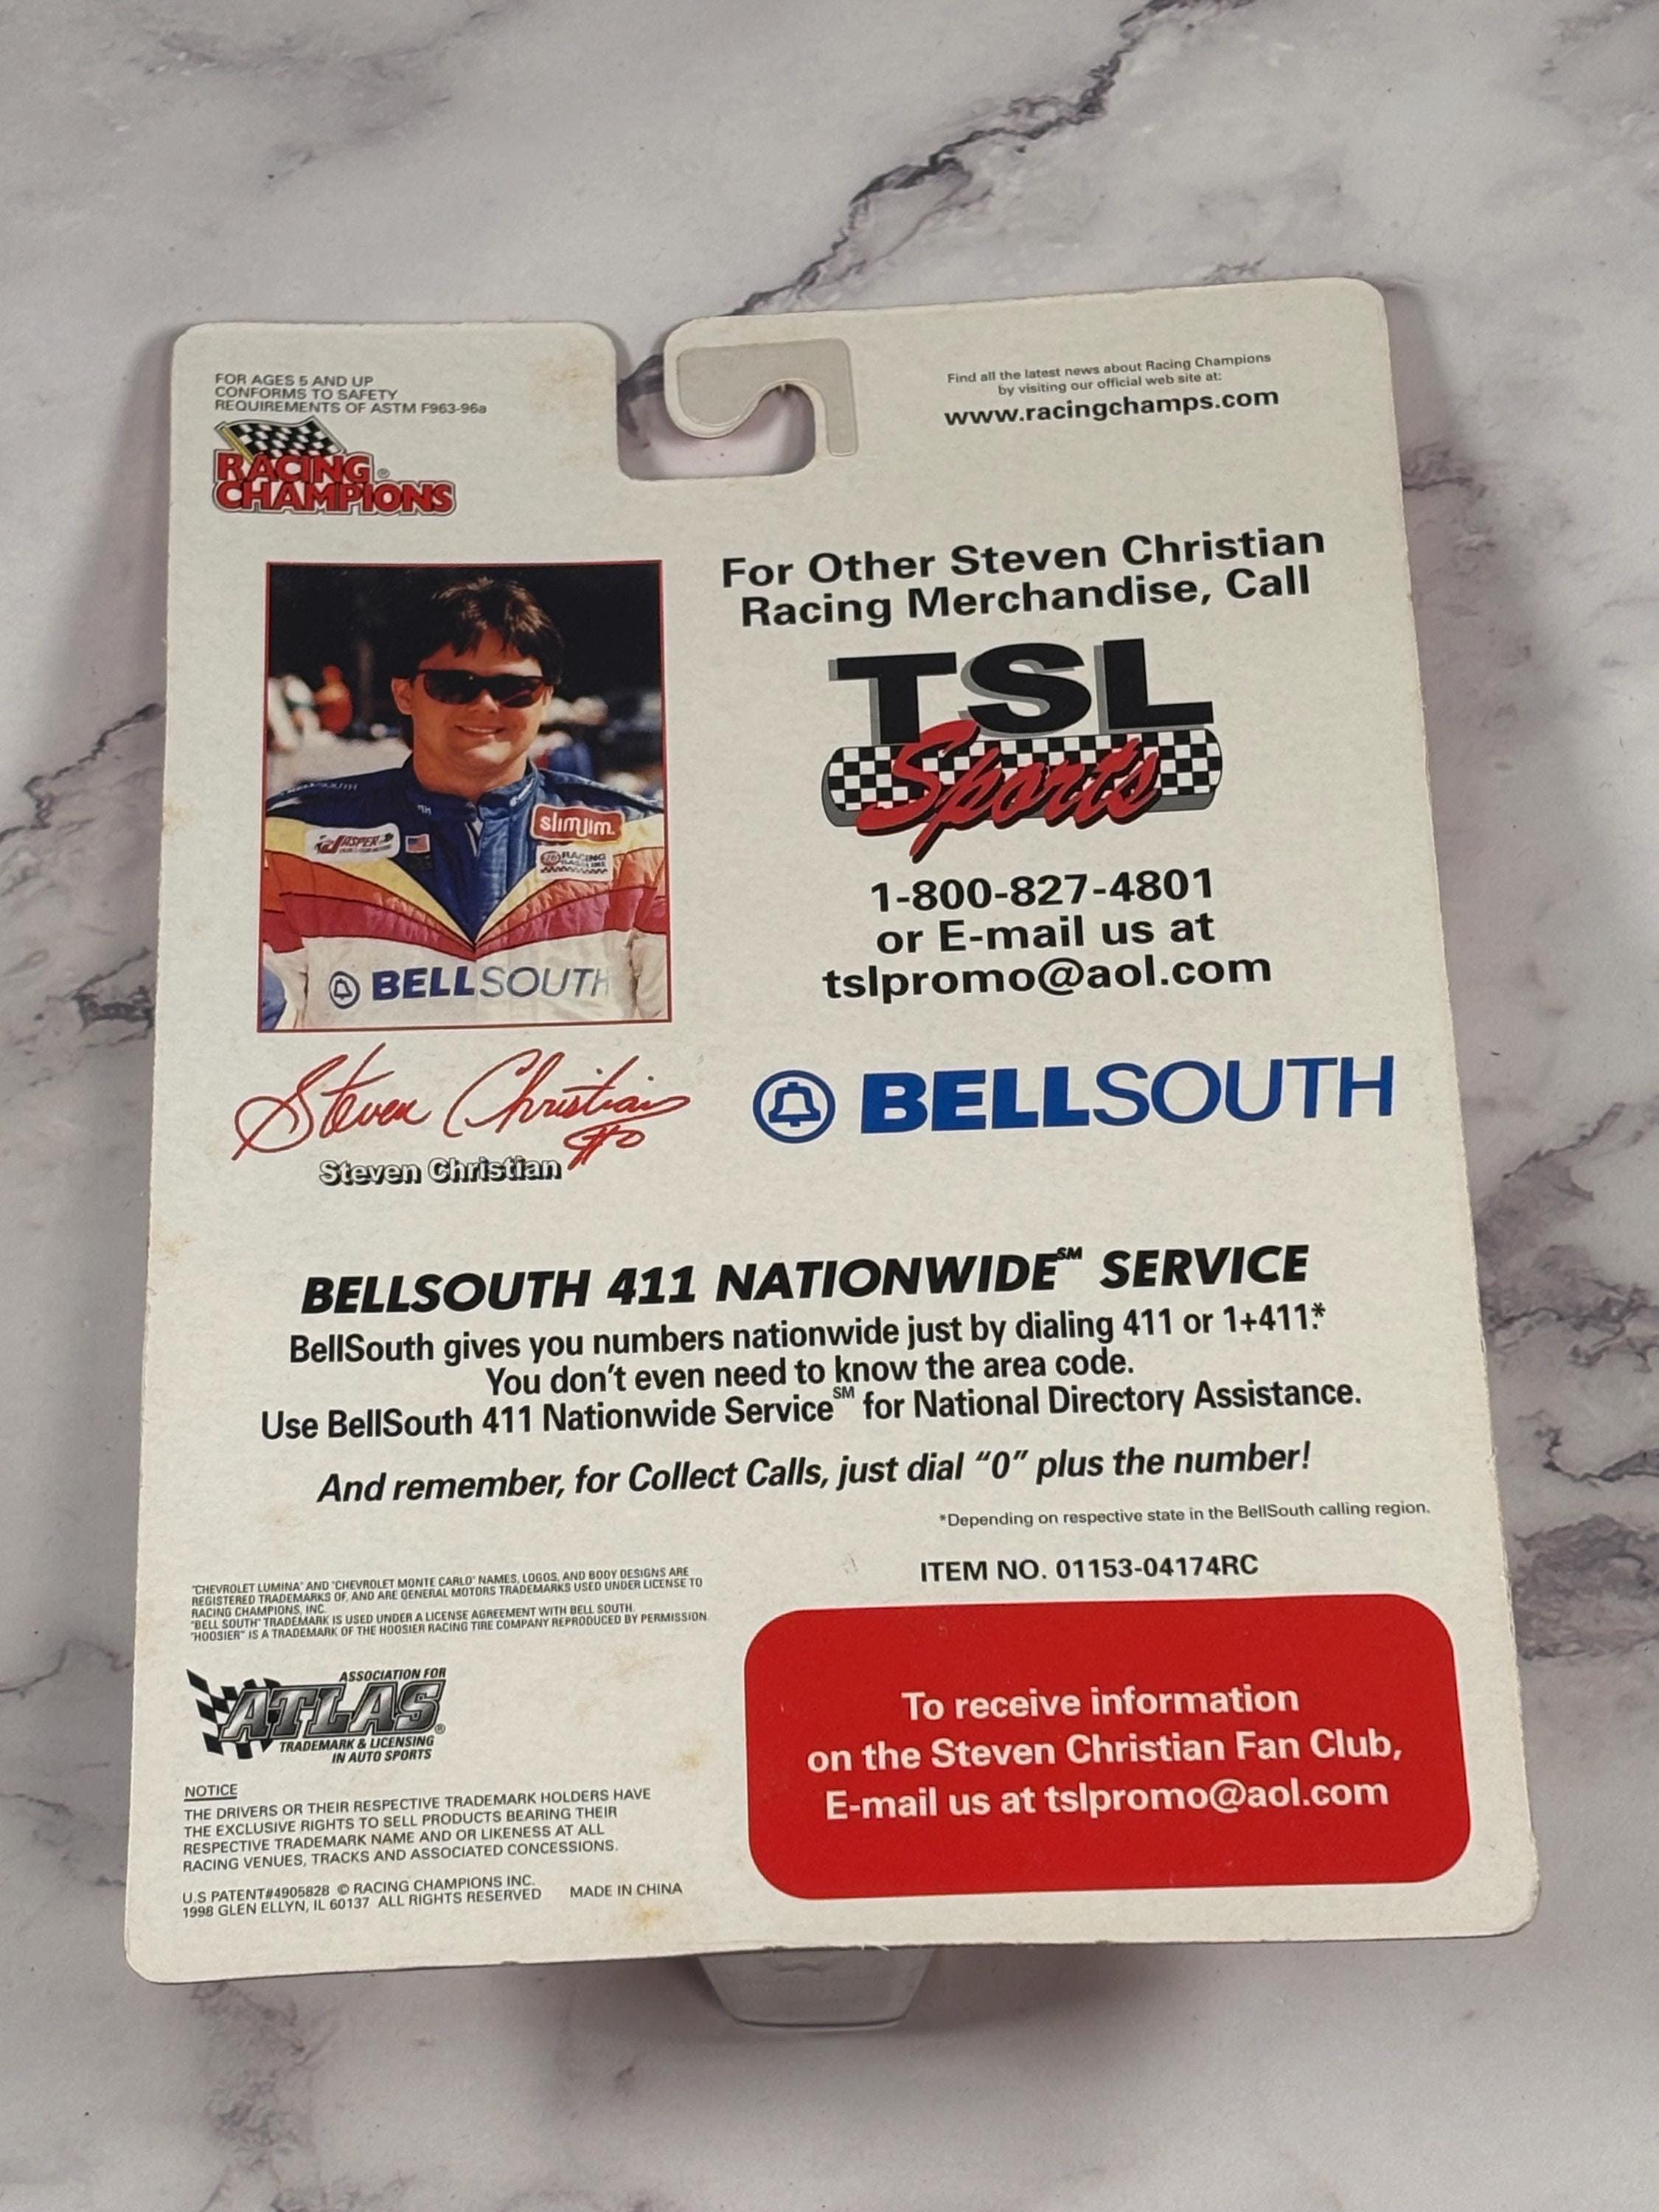 FOR AGES 5 AND UP
CONFORMS TO SAFETY
REQUIREMENTS OF ASTM F963-96a
RACING
CHAMPIONS®
Find all the latest news about Racing Champions
by visiting our official web site at:
www.racingchamps.com
For Other Steven Christian
Racing Merchandise, Call
TSL
Sports
1-800-827-4801
or E-mail us at
tslpromo@aol.com
JASPER
slimjim.
RACING
BELLSOUTH
Steven Christian
#0
Steven Christian
BELLSOUTH
BELLSOUTH 411 NATIONWIDE℠ SERVICE
BellSouth gives you numbers nationwide just by dialing 411 or 1+411.*
You don't even need to know the area code.
Use BellSouth 411 Nationwide Service℠ for National Directory Assistance.
And remember, for Collect Calls, just dial “0” plus the number!
*Depending on respective state in the BellSouth calling region.
ITEM NO. 01153-04174RC
"CHEVROLET LUMINA" AND "CHEVROLET MONTE CARLO" NAMES, LOGOS, AND BODY DESIGNS ARE
REGISTERED TRADEMARKS OF, AND ARE GENERAL MOTORS TRADEMARKS USED UNDER LICENSE TO
RACING CHAMPIONS, INC.
"BELL SOUTH" TRADEMARK IS USED UNDER A LICENSE AGREEMENT WITH BELL SOUTH.
"HOOSIER" IS A TRADEMARK OF THE HOOSIER RACING TIRE COMPANY REPRODUCED BY PERMISSION.
ASSOCIATION FOR
ATLAS®
TRADEMARK & LICENSING
IN AUTO SPORTS
NOTICE
THE DRIVERS OR THEIR RESPECTIVE TRADEMARK HOLDERS HAVE
THE EXCLUSIVE RIGHTS TO SELL PRODUCTS BEARING THEIR
RESPECTIVE TRADEMARK NAME AND OR LIKENESS AT ALL
RACING VENUES, TRACKS AND ASSOCIATED CONCESSIONS.
U.S PATENT#4905828 © RACING CHAMPIONS INC.
1998 GLEN ELLYN, IL 60137 ALL RIGHTS RESERVED MADE IN CHINA
To receive information
on the Steven Christian Fan Club,
E-mail us at tslpromo@aol.com